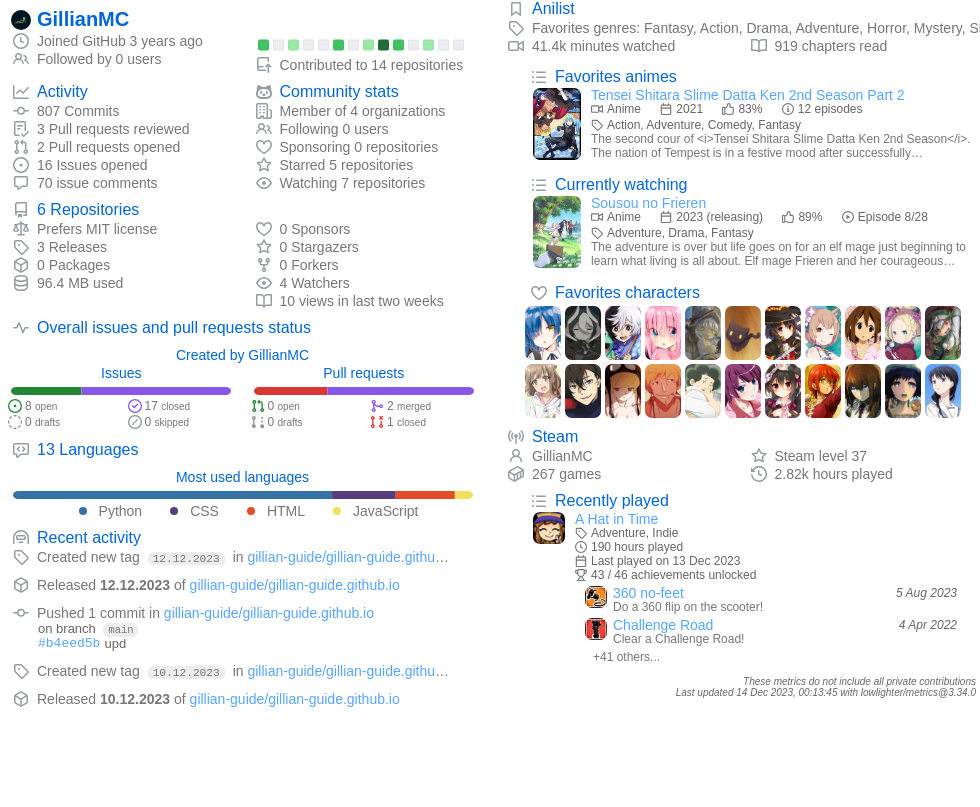 GillianMC
Joined GitHub 3 years ago
Followed by 0 users
Contributed to 14 repositories
Activity
807 Commits
3 Pull requests reviewed
2 Pull requests opened
16 Issues opened
70 issue comments
Community stats
Member of 4 organizations
Following 0 users
Sponsoring 0 repositories
Starred 5 repositories
Watching 7 repositories
6 Repositories
Prefers MIT license
3 Releases
0 Packages
96.4 MB used
0 Sponsors
0 Stargazers
0 Forkers
4 Watchers
10 views in last two weeks
Overall issues and pull requests status
Created by GillianMC
Issues
8 open 17 closed
0 drafts 0 skipped
Pull requests
0 open 2 merged
0 drafts 1 closed
13 Languages
Most used languages
Python CSS HTML JavaScript
Recent activity
Created new tag 12.12.2023 in gillian-guide/gillian-guide.githu…
Released 12.12.2023 of gillian-guide/gillian-guide.github.io
Pushed 1 commit in gillian-guide/gillian-guide.github.io
on branch main
#b4eed5b upd
Created new tag 10.12.2023 in gillian-guide/gillian-guide.githu…
Released 10.12.2023 of gillian-guide/gillian-guide.github.io
Anilist
Favorites genres: Fantasy, Action, Drama, Adventure, Horror, Mystery, S
41.4k minutes watched 919 chapters read
Favorites animes
Tensei Shitara Slime Datta Ken 2nd Season Part 2
Anime 2021 83% 12 episodes
Action, Adventure, Comedy, Fantasy
The second cour of <i>Tensei Shitara Slime Datta Ken 2nd Season</i>.
The nation of Tempest is in a festive mood after successfully…
Currently watching
Sousou no Frieren
Anime 2023 (releasing) 89% Episode 8/28
Adventure, Drama, Fantasy
The adventure is over but life goes on for an elf mage just beginning to
learn what living is all about. Elf mage Frieren and her courageous…
Favorites characters
Steam
GillianMC Steam level 37
267 games 2.82k hours played
Recently played
A Hat in Time
Adventure, Indie
190 hours played
Last played on 13 Dec 2023
43 / 46 achievements unlocked
360 no-feet 5 Aug 2023
Do a 360 flip on the scooter!
Challenge Road 4 Apr 2022
Clear a Challenge Road!
+41 others...
These metrics do not include all private contributions
Last updated 14 Dec 2023, 00:13:45 with lowlighter/metrics@3.34.0